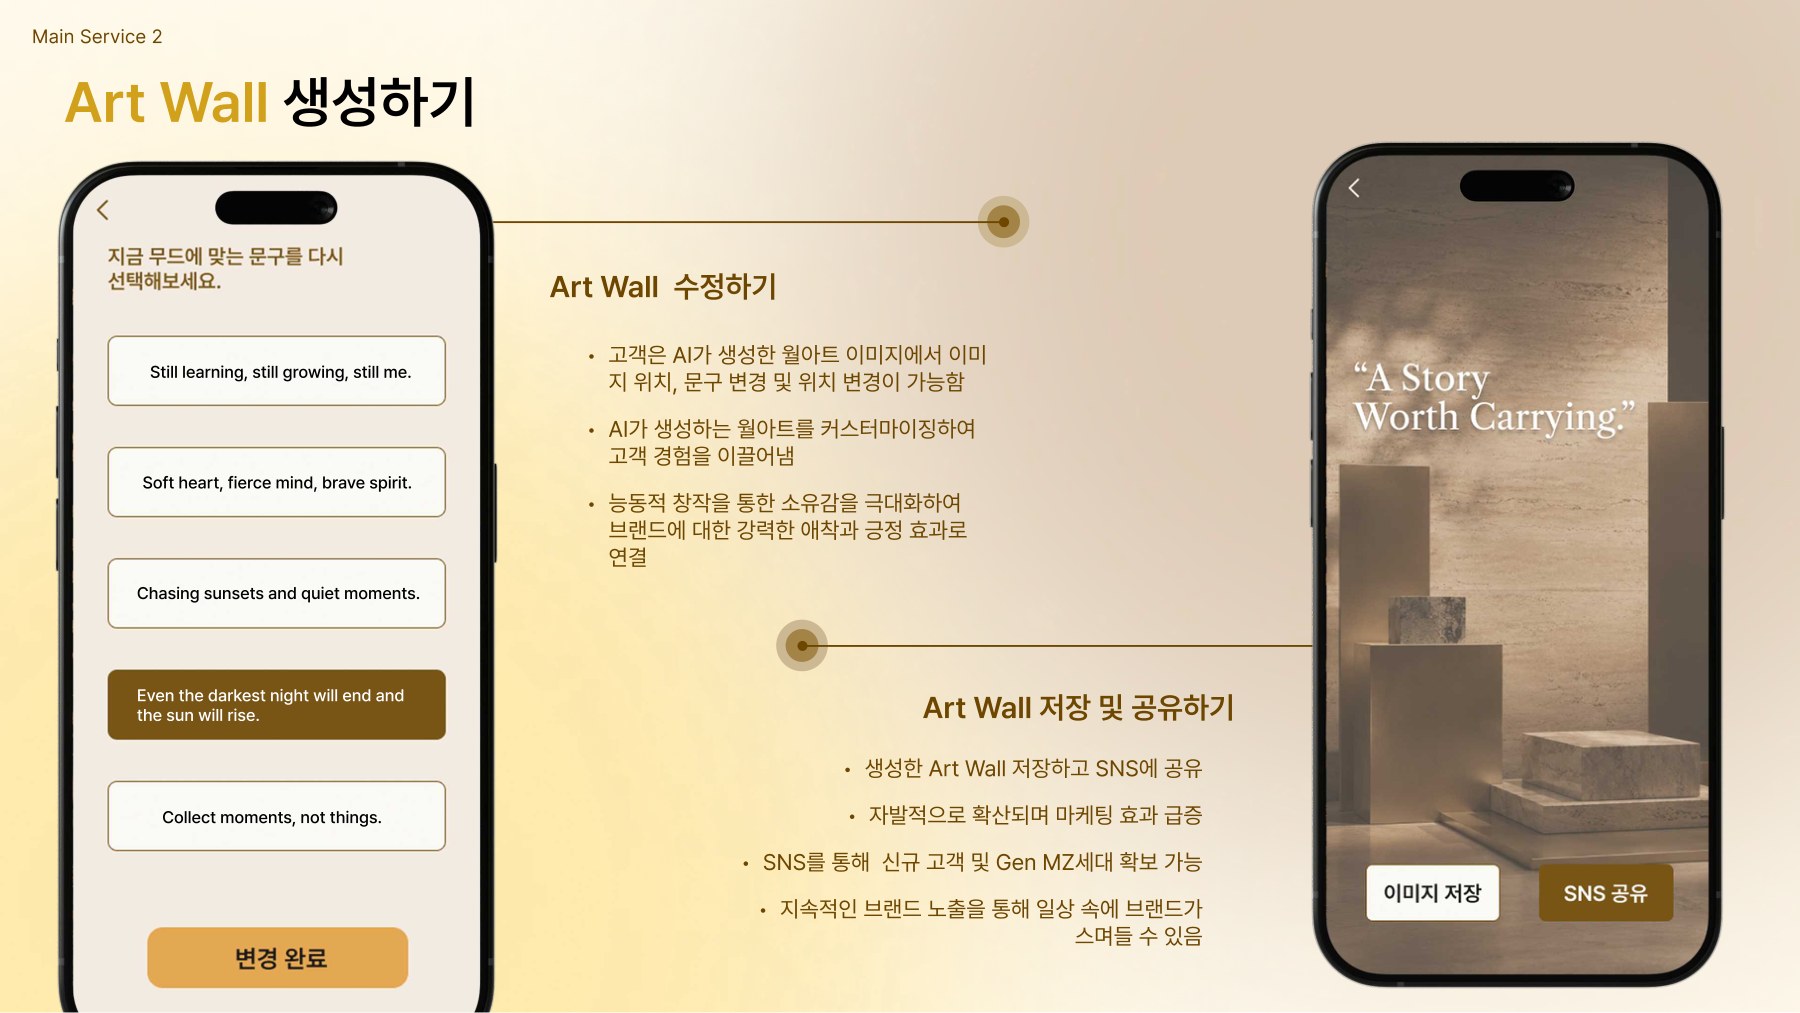 Main Service 2
Art Wall 생성하기
지금 무드에 맞는 문구를 다시
선택해보세요.
Still learning, still growing, still me.
Soft heart, fierce mind, brave spirit.
Chasing sunsets and quiet moments.
Even the darkest night will end and
the sun will rise.
Collect moments, not things.
변경 완료
Art Wall 수정하기
• 고객은 AI가 생성한 월아트 이미지에서 이미
지 위치, 문구 변경 및 위치 변경이 가능함
• AI가 생성하는 월아트를 커스터마이징하여
고객 경험을 이끌어냄
• 능동적 창작을 통한 소유감을 극대화하여
브랜드에 대한 강력한 애착과 긍정 효과로
연결
Art Wall 저장 및 공유하기
• 생성한 Art Wall 저장하고 SNS에 공유
• 자발적으로 확산되며 마케팅 효과 급증
• SNS를 통해 신규 고객 및 Gen MZ세대 확보 가능
• 지속적인 브랜드 노출을 통해 일상 속에 브랜드가
스며들 수 있음
“A Story
Worth Carrying.”
이미지 저장
SNS 공유